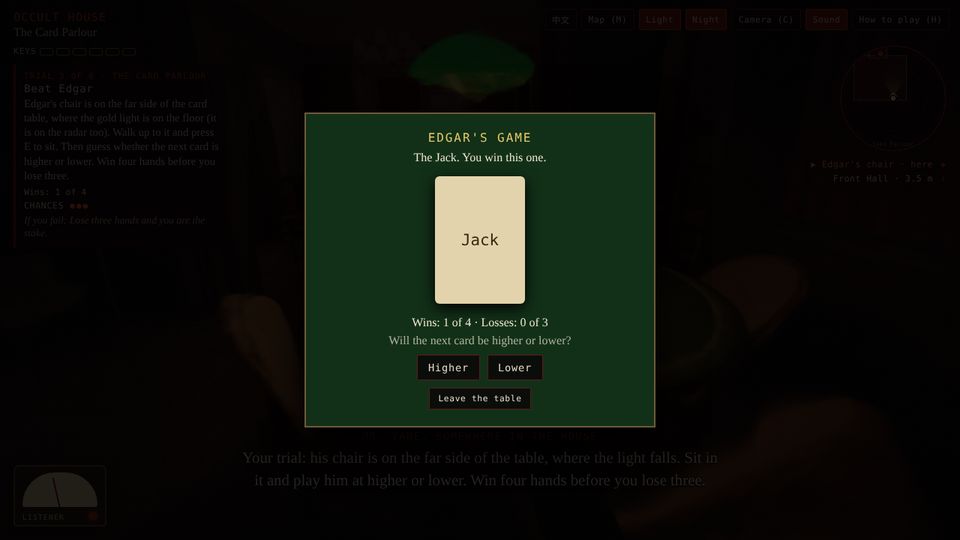 OCCULT HOUSE
The Card Parlour
KEYS
TRIAL 3 OF 6 · THE CARD PARLOUR
Beat Edgar
Edgar's chair is on the far side of the card
table, where the gold light is on the floor (it
is on the radar too). Walk up to it and press
E to sit. Then guess whether the next card is
higher or lower. Win four hands before you
lose three.
Wins: 1 of 4
CHANCES
If you fail: Lose three hands and you are the
stake.
中文
Map (M)
Light
Night
Camera (C)
Sound
How to play (H)
Edgar's chair · here
Front Hall · 3.5 m
EDGAR'S GAME
The Jack. You win this one.
Jack
Wins: 1 of 4 · Losses: 0 of 3
Will the next card be higher or lower?
Higher
Lower
Leave the table
Your trial: his chair is on the far side of the table, where the light falls. Sit in
it and play him at higher or lower. Win four hands before you lose three.
LISTENER